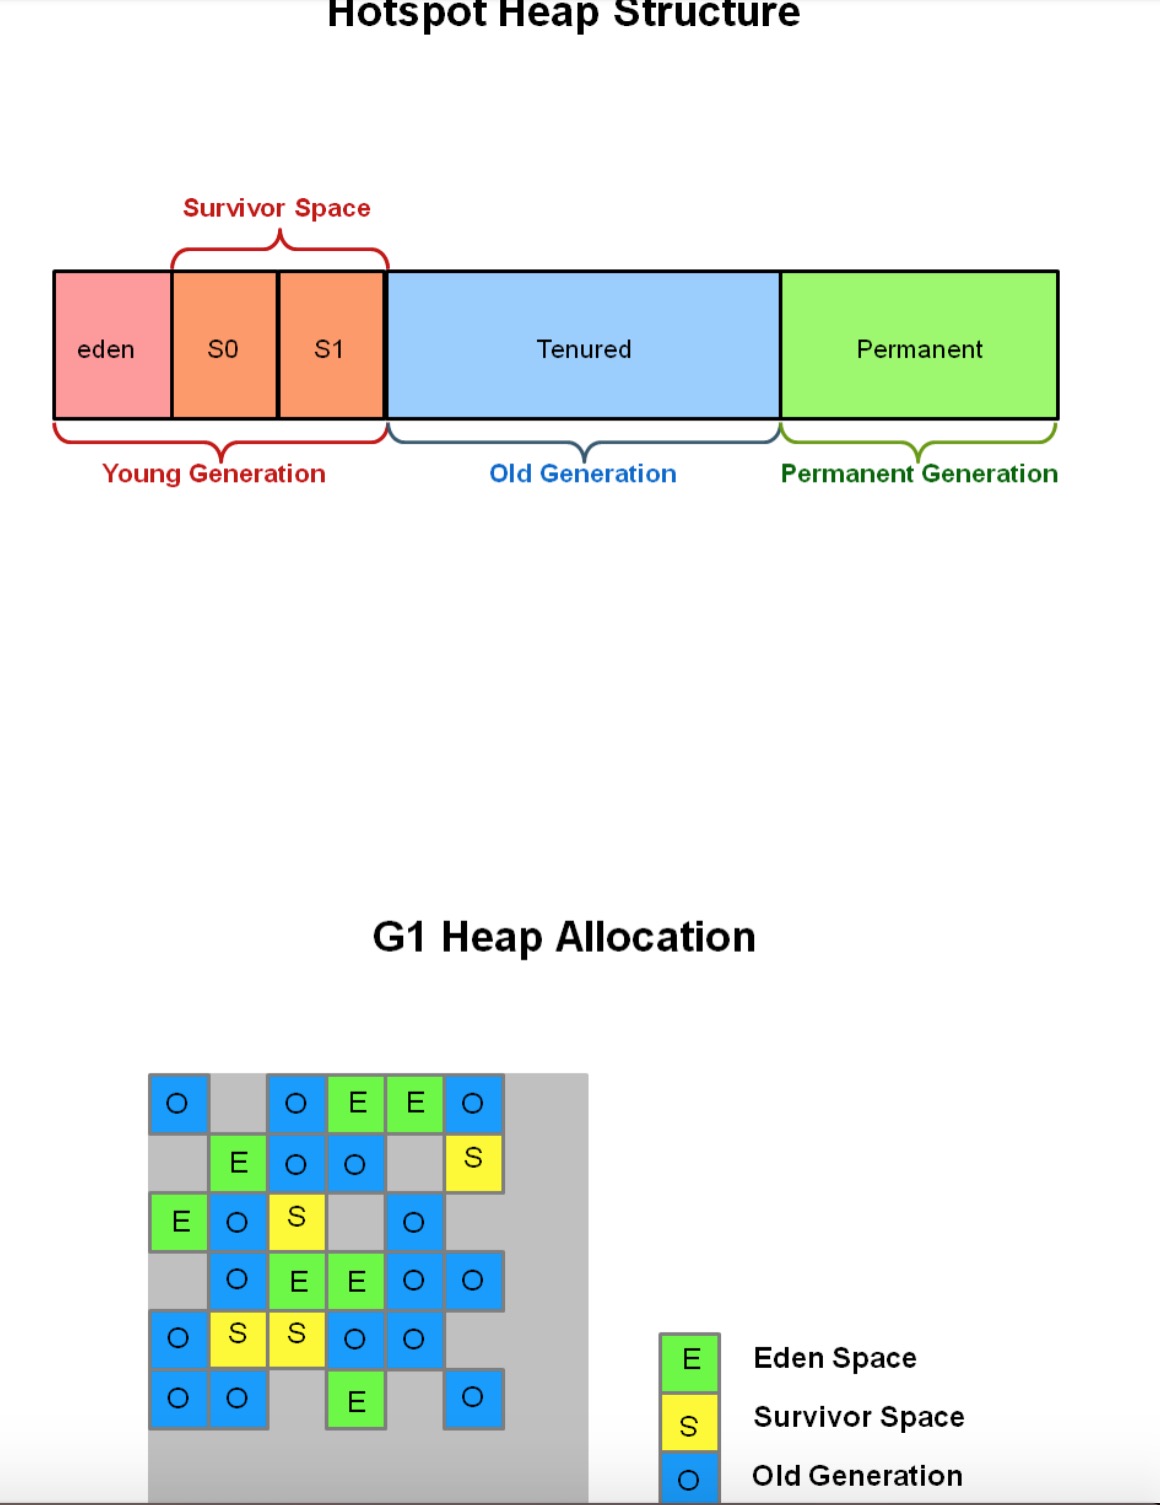 Hotspot Heap Structure
Survivor Space
eden S0 S1 Tenured Permanent
Young Generation Old Generation Permanent Generation
G1 Heap Allocation
O O E E O
E O O S
E O S O
O E E O O
O S S O O
O O E O
E Eden Space
S Survivor Space
O Old Generation